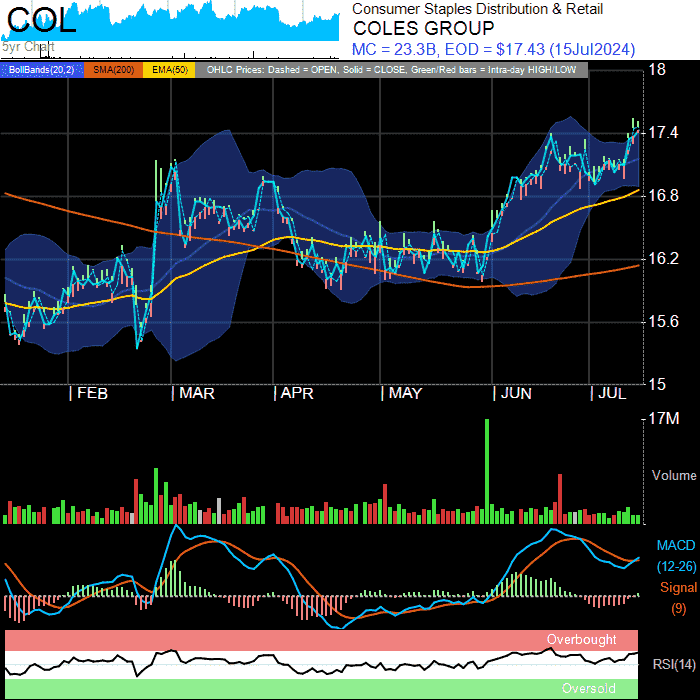 COL
5yr Chart
Consumer Staples Distribution & Retail
COLES GROUP
MC = 23.3B, EOD = $17.43 (15Jul2024)
BollBands(20,2) SMA(200) EMA(50) OHLC Prices: Dashed = OPEN, Solid = CLOSE, Green/Red bars = Intra-day HIGH/LOW
18
17.4
16.8
16.2
15.6
15
| FEB | MAR | APR | MAY | JUN | JUL
17M
Volume
MACD
(12-26)
Signal
(9)
Overbought
RSI(14)
Oversold